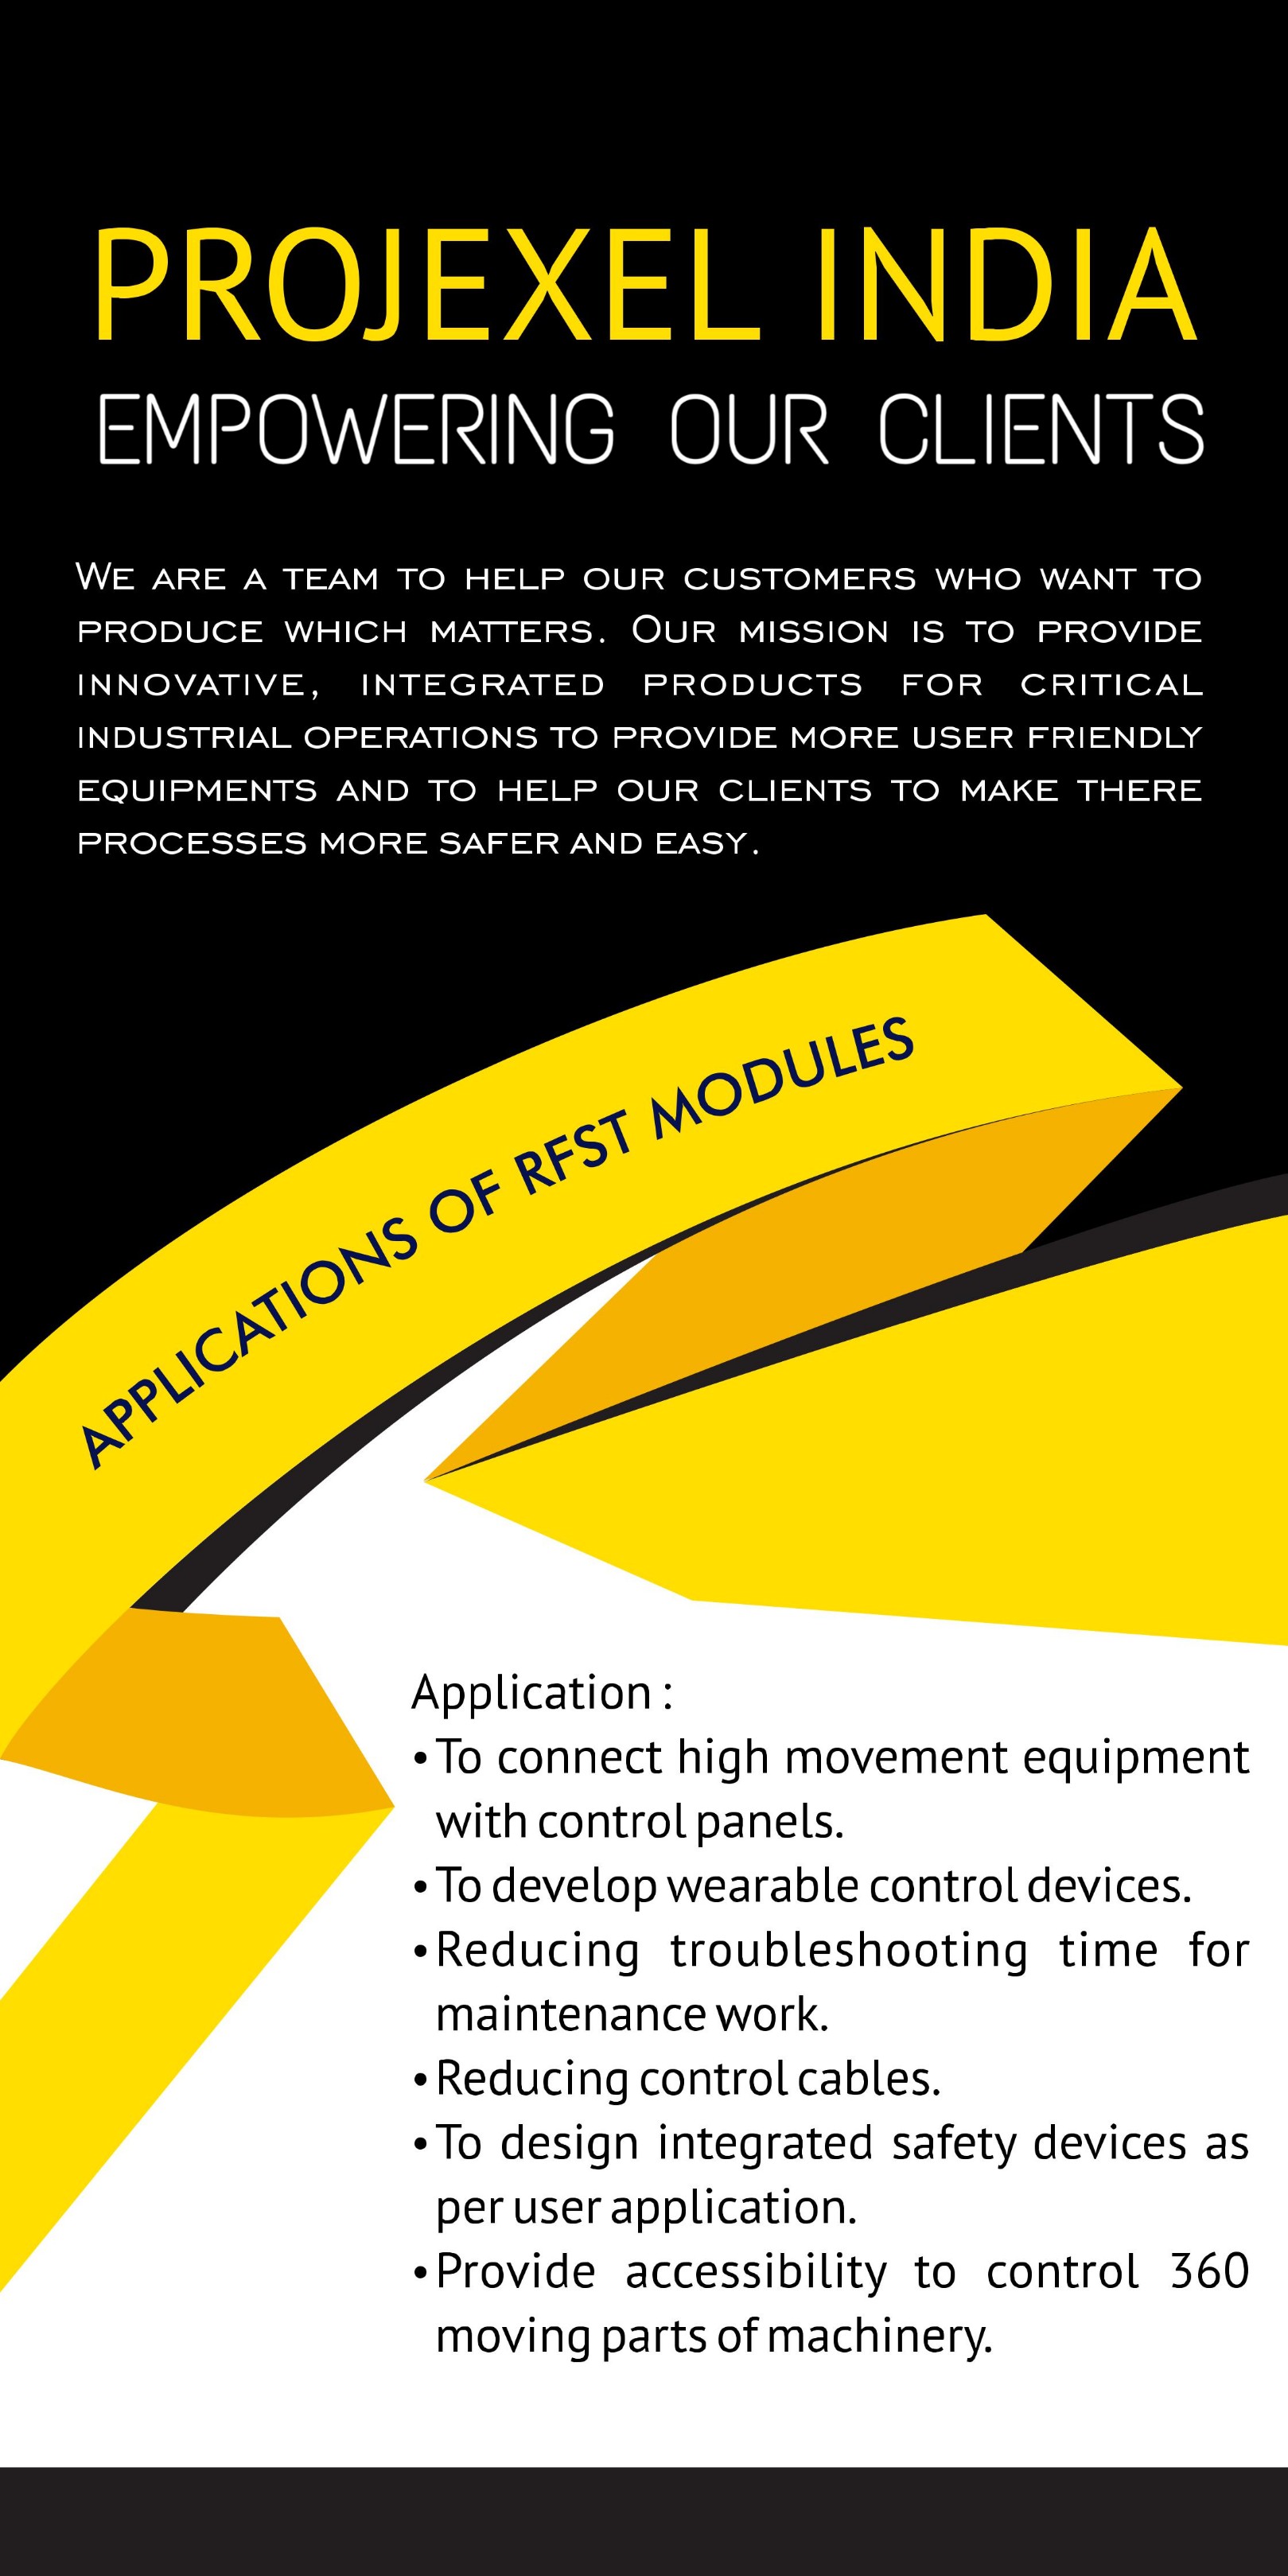 PROJEXEL INDIA
EMPOWERING OUR CLIENTS
WE ARE A TEAM TO HELP OUR CUSTOMERS WHO WANT TO
PRODUCE WHICH MATTERS. OUR MISSION IS TO PROVIDE
INNOVATIVE, INTEGRATED PRODUCTS FOR CRITICAL
INDUSTRIAL OPERATIONS TO PROVIDE MORE USER FRIENDLY
EQUIPMENTS AND TO HELP OUR CLIENTS TO MAKE THERE
PROCESSES MORE SAFER AND EASY.
APPLICATIONS OF RFST MODULES
Application :
• To connect high movement equipment
with control panels.
• To develop wearable control devices.
• Reducing troubleshooting time for
maintenance work.
• Reducing control cables.
• To design integrated safety devices as
per user application.
• Provide accessibility to control 360
moving parts of machinery.